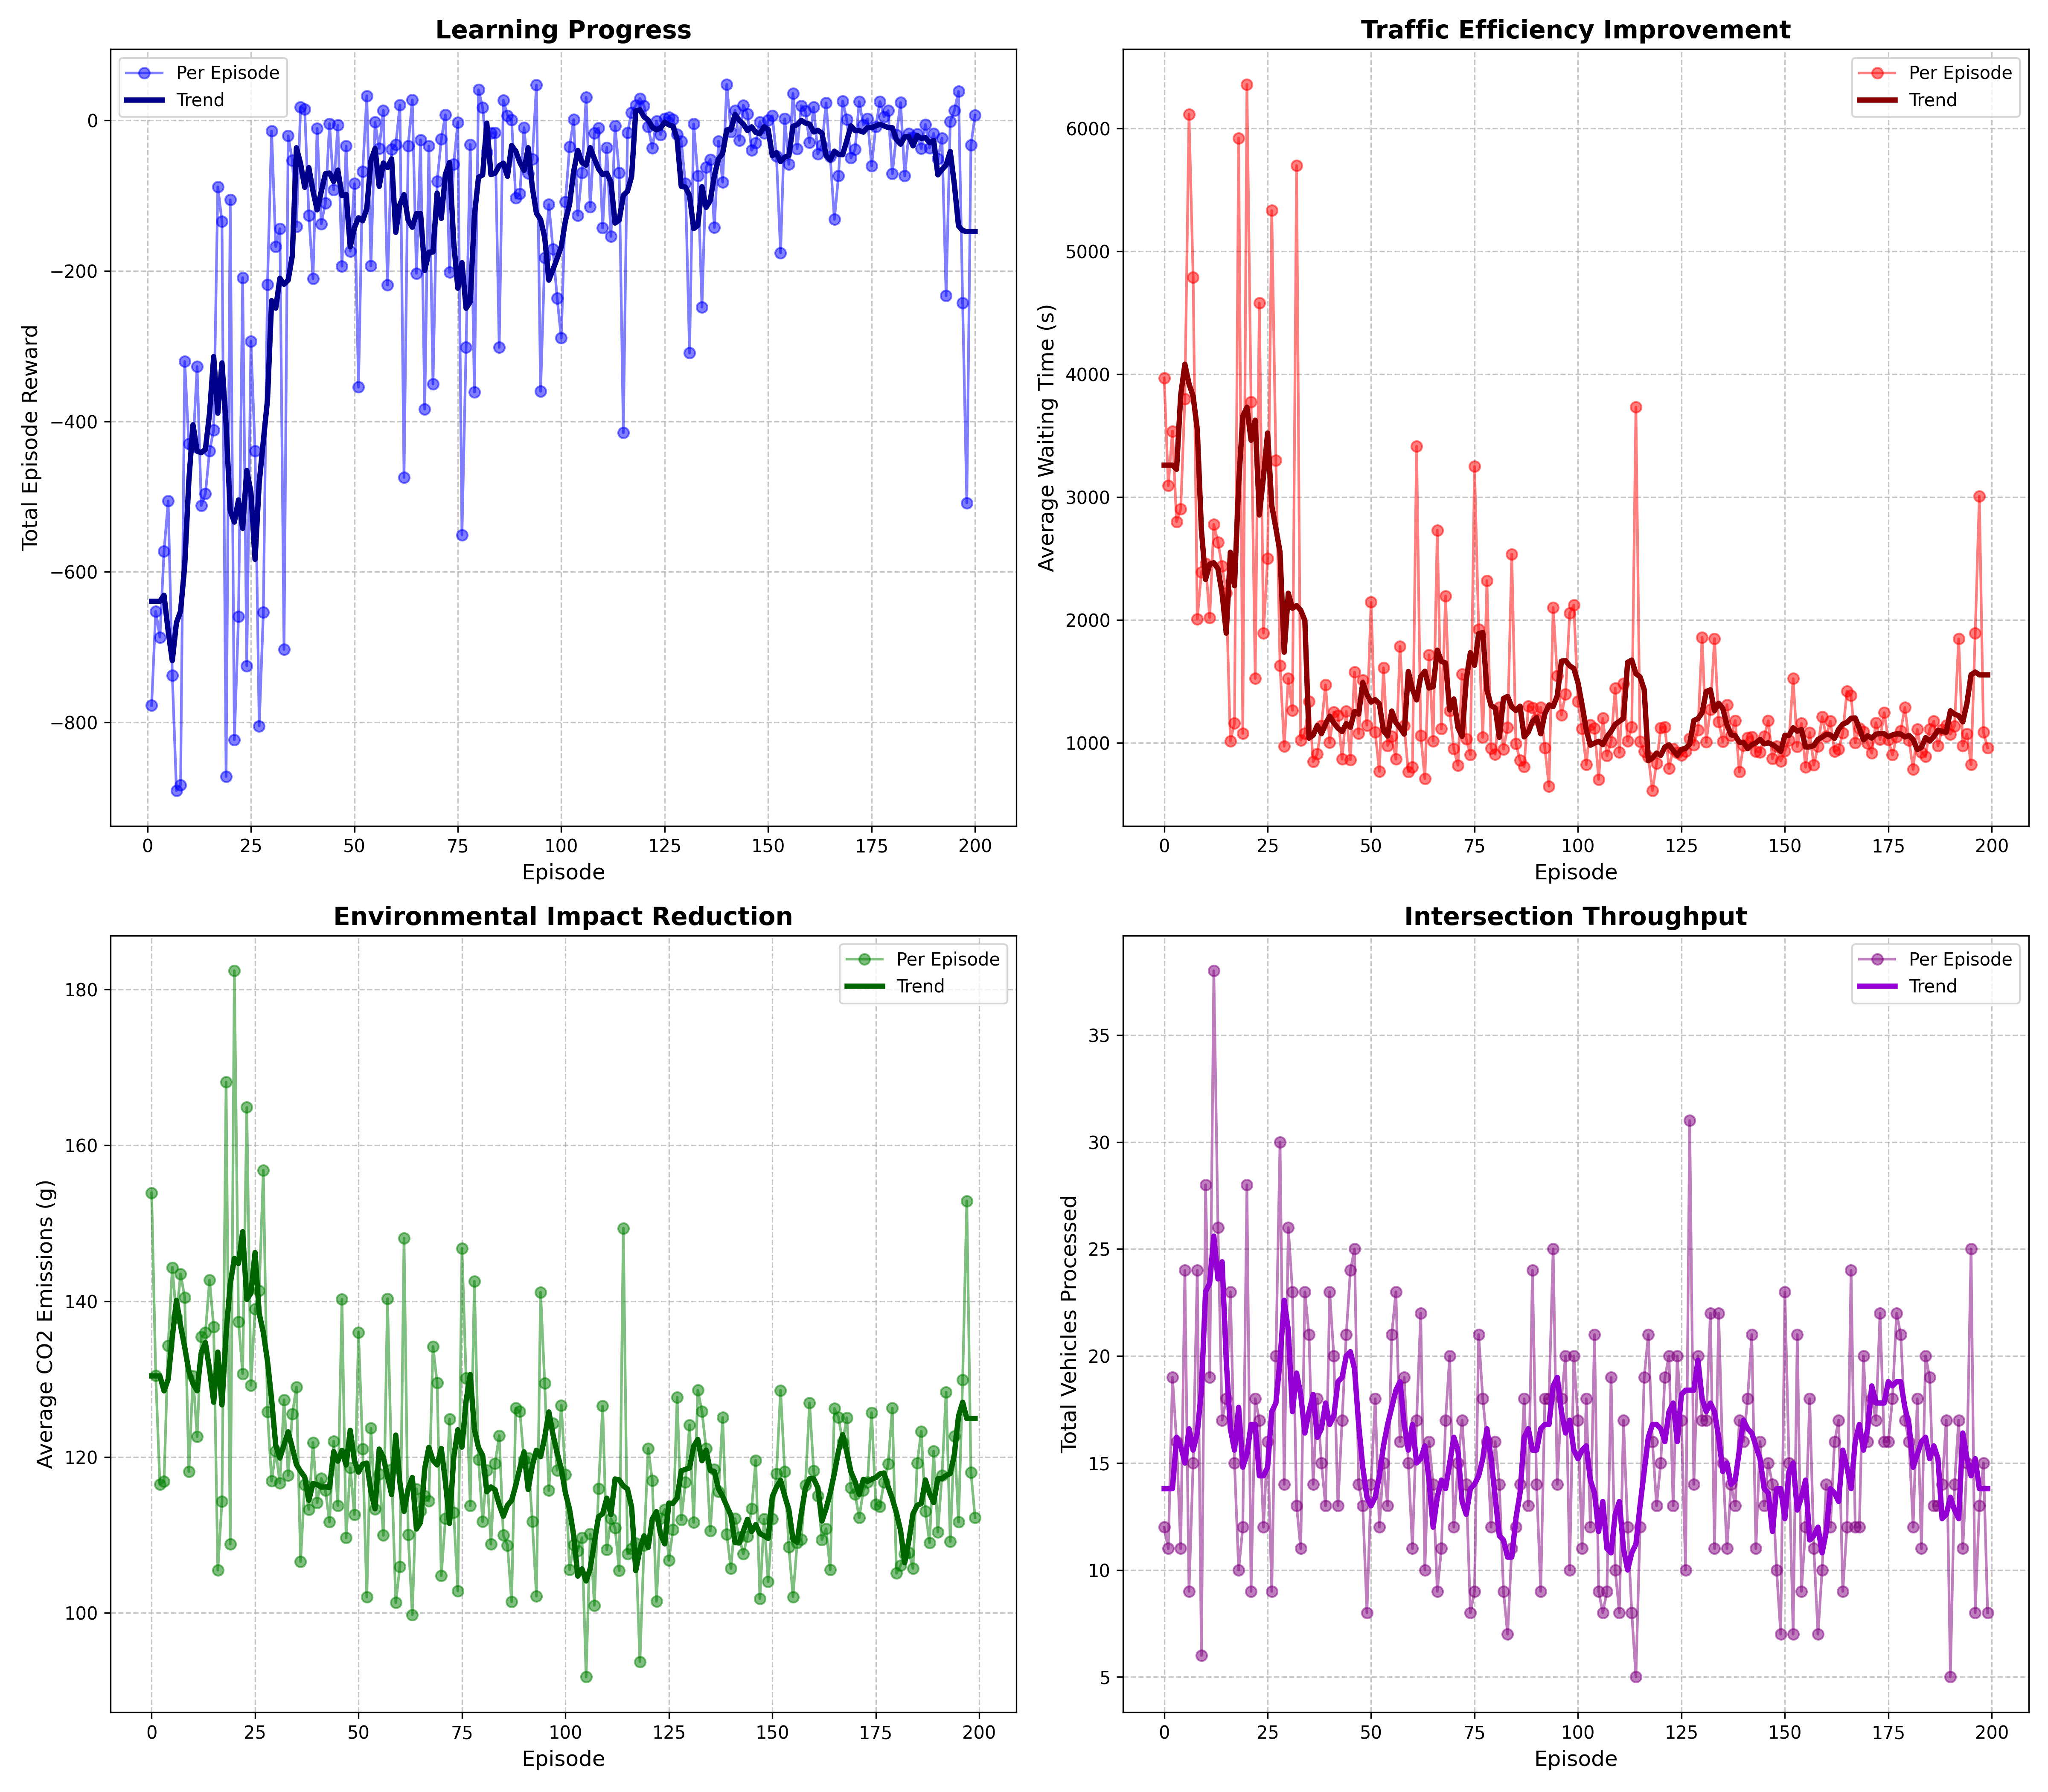 Learning Progress
Per Episode
Trend
Total Episode Reward
0
−200
−400
−600
−800
0 25 50 75 100 125 150 175 200
Episode
Traffic Efficiency Improvement
Per Episode
Trend
Average Waiting Time (s)
6000
5000
4000
3000
2000
1000
0 25 50 75 100 125 150 175 200
Episode
Environmental Impact Reduction
Per Episode
Trend
Average CO2 Emissions (g)
180
160
140
120
100
0 25 50 75 100 125 150 175 200
Episode
Intersection Throughput
Per Episode
Trend
Total Vehicles Processed
35
30
25
20
15
10
5
0 25 50 75 100 125 150 175 200
Episode